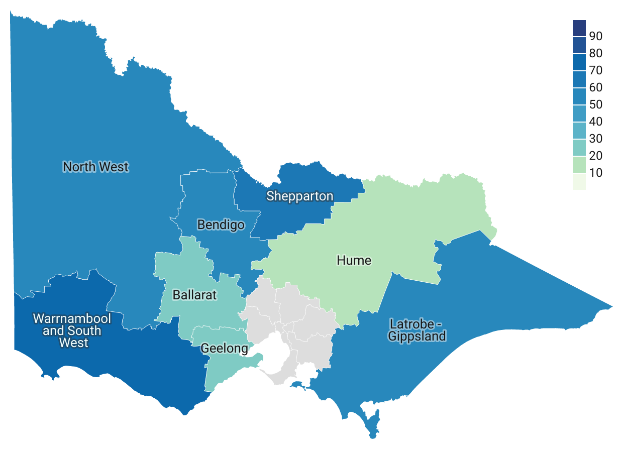 90
80
70
60
50
40
30
20
10
North West
Shepparton
Bendigo
Hume
Ballarat
Warrnambool
and South
West
Latrobe -
Gippsland
Geelong